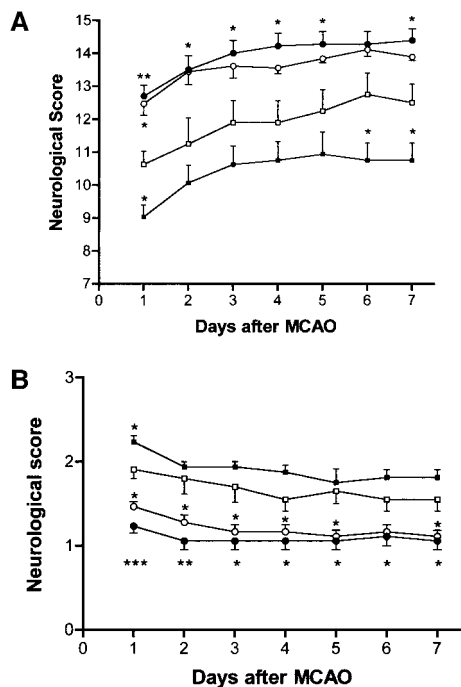 A
Neurological Score
15
14
13
12
11
10
9
8
7
** * * * * *
*
* * *
0 1 2 3 4 5 6 7
Days after MCAO
B
Neurological score
3
2
1
0
*
* * * * * *
*** ** * * * * *
0 1 2 3 4 5 6 7
Days after MCAO